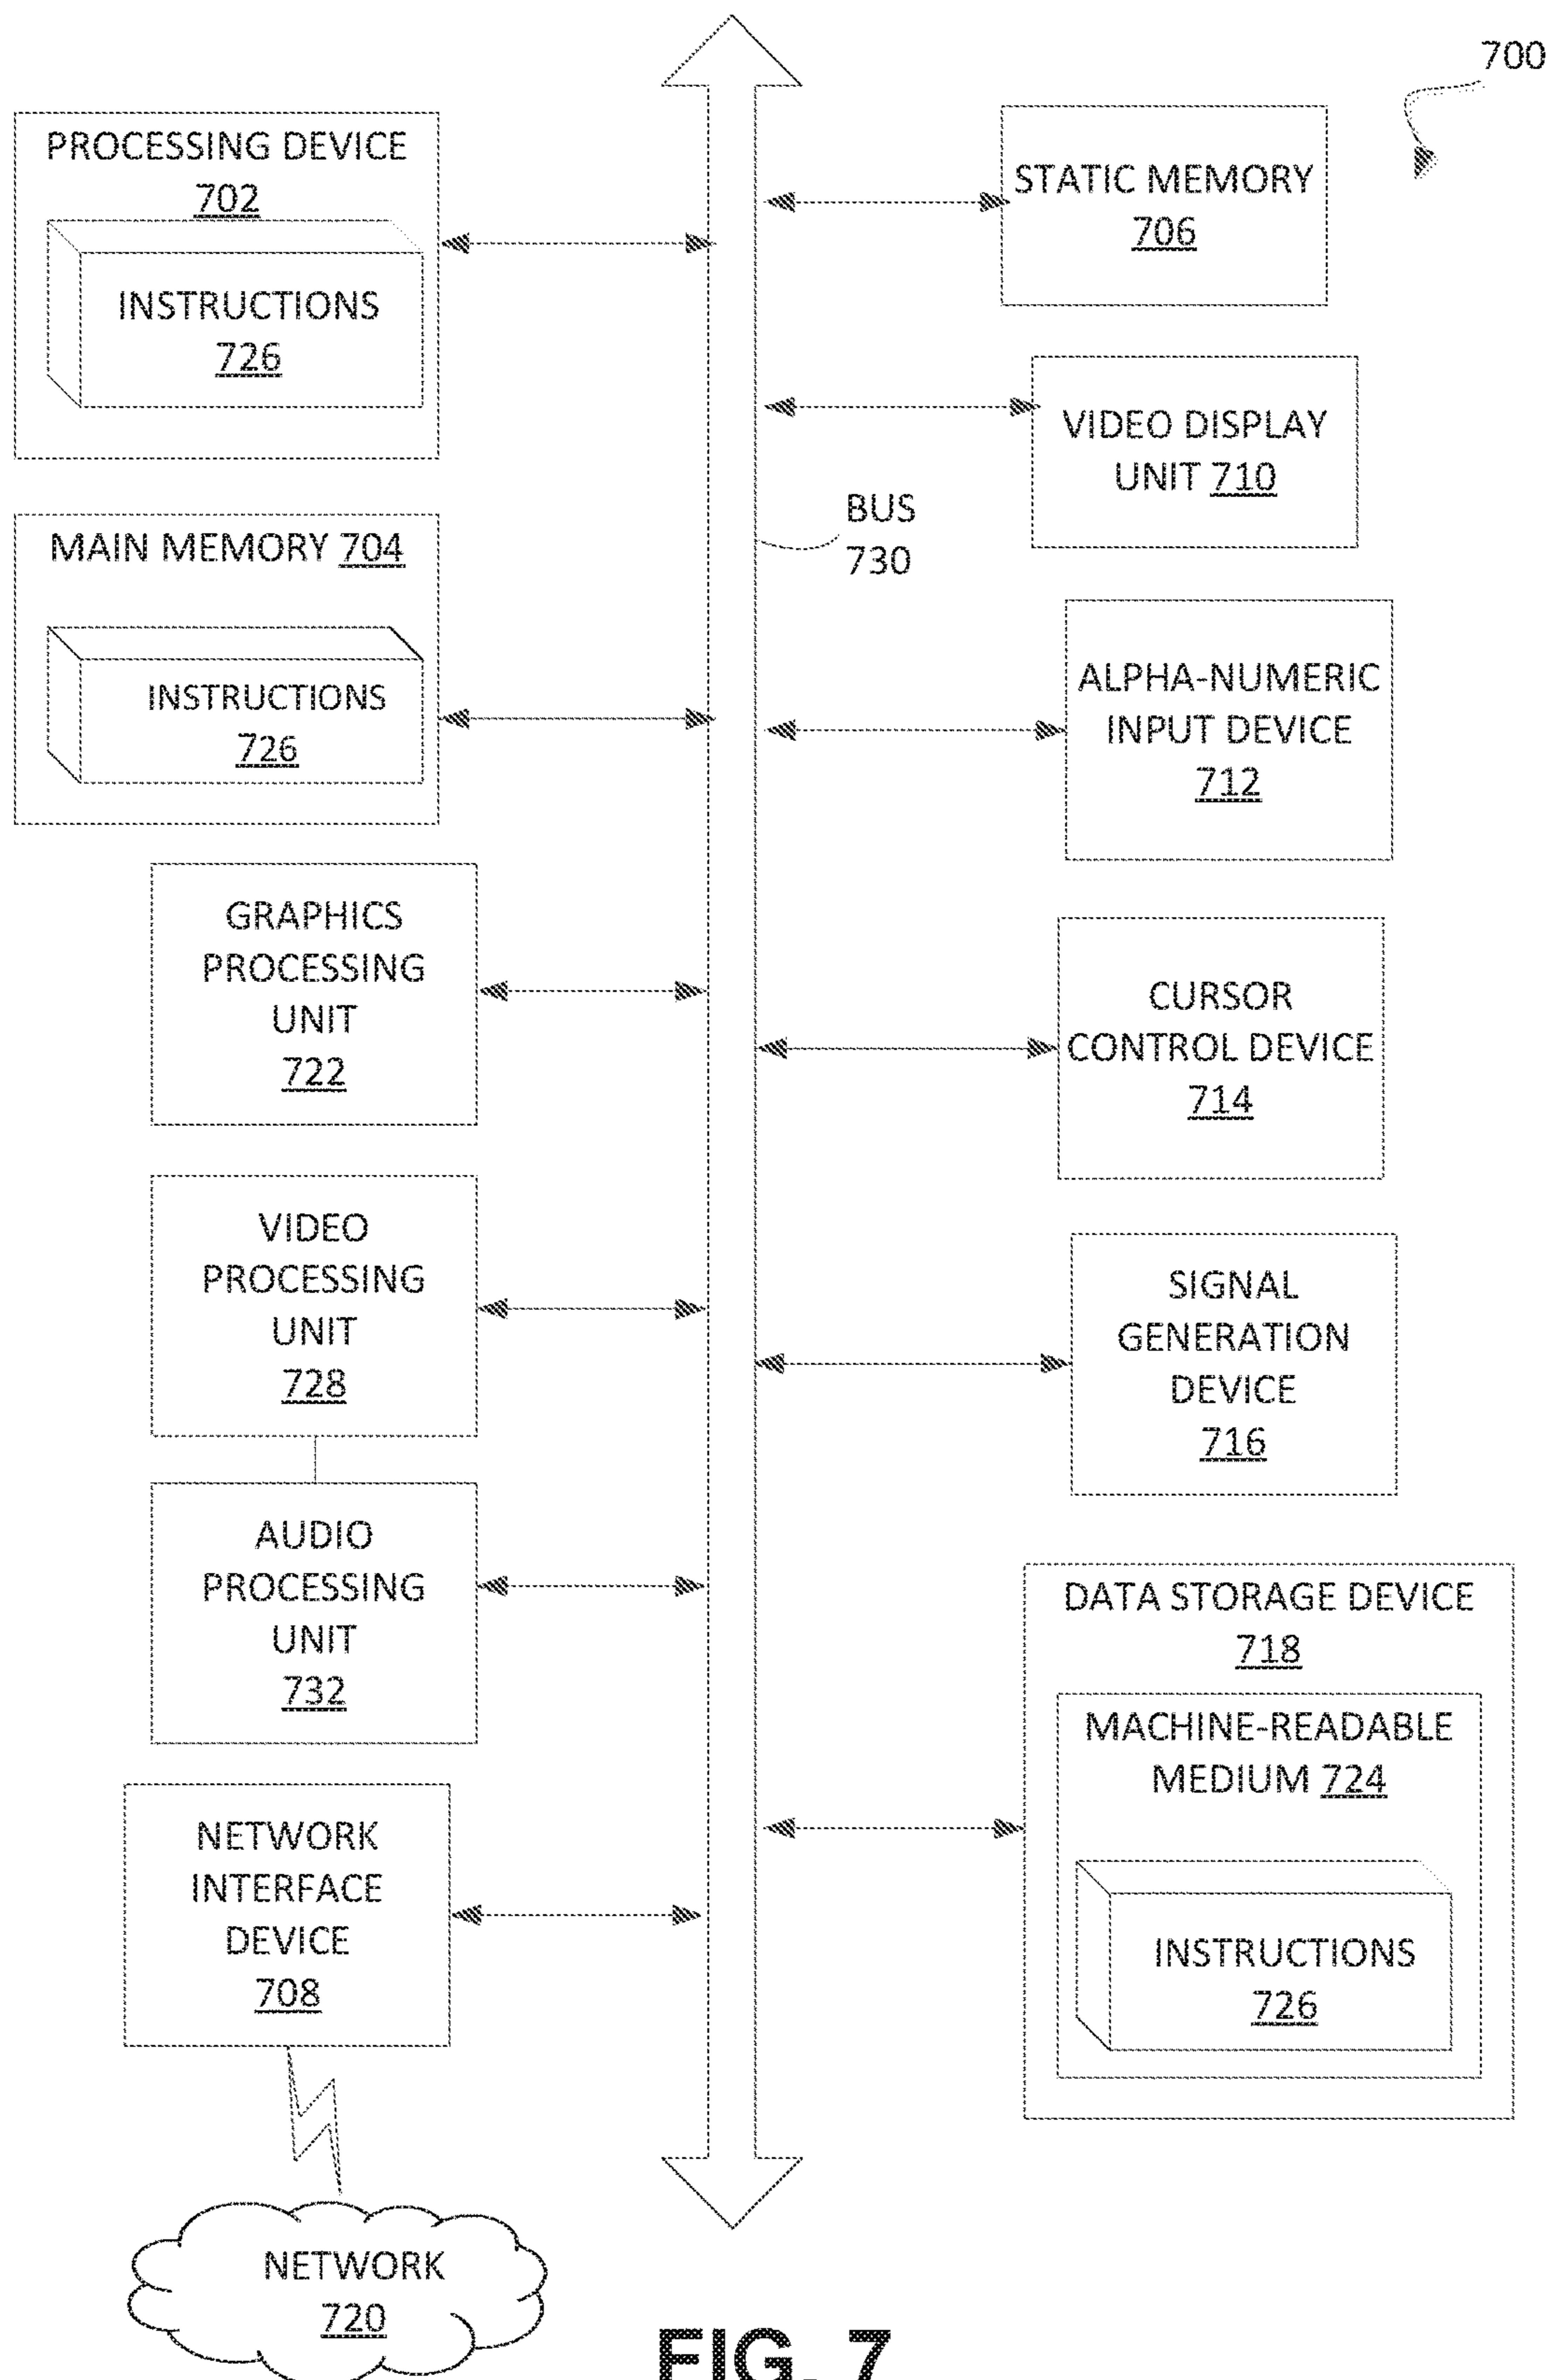 700
PROCESSING DEVICE
702
INSTRUCTIONS
726
MAIN MEMORY 704
INSTRUCTIONS
726
GRAPHICS
PROCESSING
UNIT
722
VIDEO
PROCESSING
UNIT
728
AUDIO
PROCESSING
UNIT
732
NETWORK
INTERFACE
DEVICE
708
NETWORK
720
BUS
730
STATIC MEMORY
706
VIDEO DISPLAY
UNIT 710
ALPHA-NUMERIC
INPUT DEVICE
712
CURSOR
CONTROL DEVICE
714
SIGNAL
GENERATION
DEVICE
716
DATA STORAGE DEVICE
718
MACHINE-READABLE
MEDIUM 724
INSTRUCTIONS
726
FIG. 7